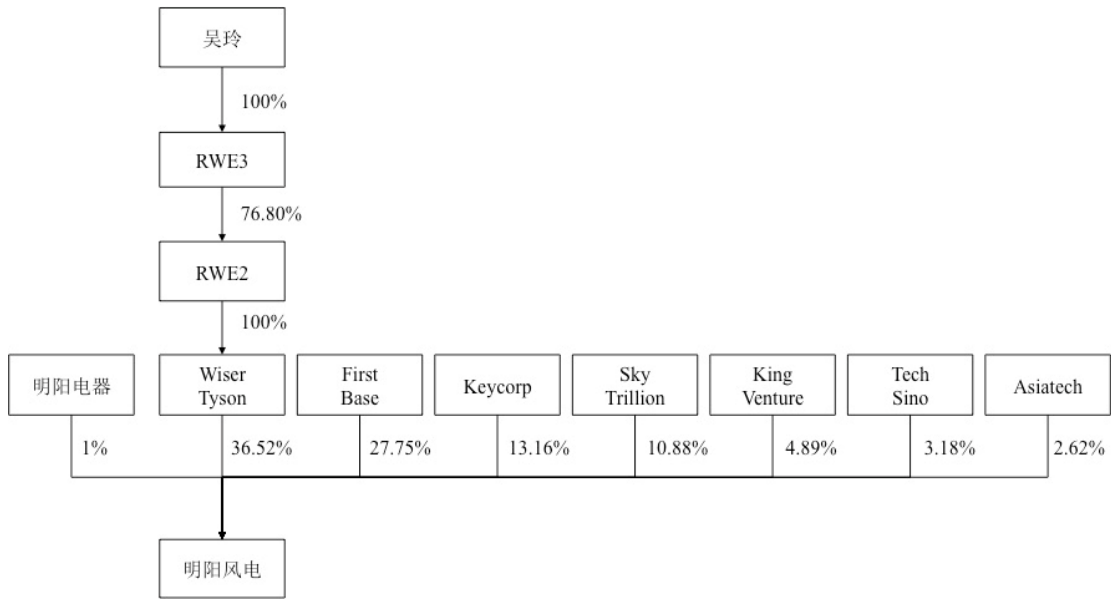 吴玲
100%
RWE3
76.80%
RWE2
100%
明阳电器
Wiser
Tyson
First
Base
Keycorp
Sky
Trillion
King
Venture
Tech
Sino
Asiatech
1%
36.52%
27.75%
13.16%
10.88%
4.89%
3.18%
2.62%
明阳风电